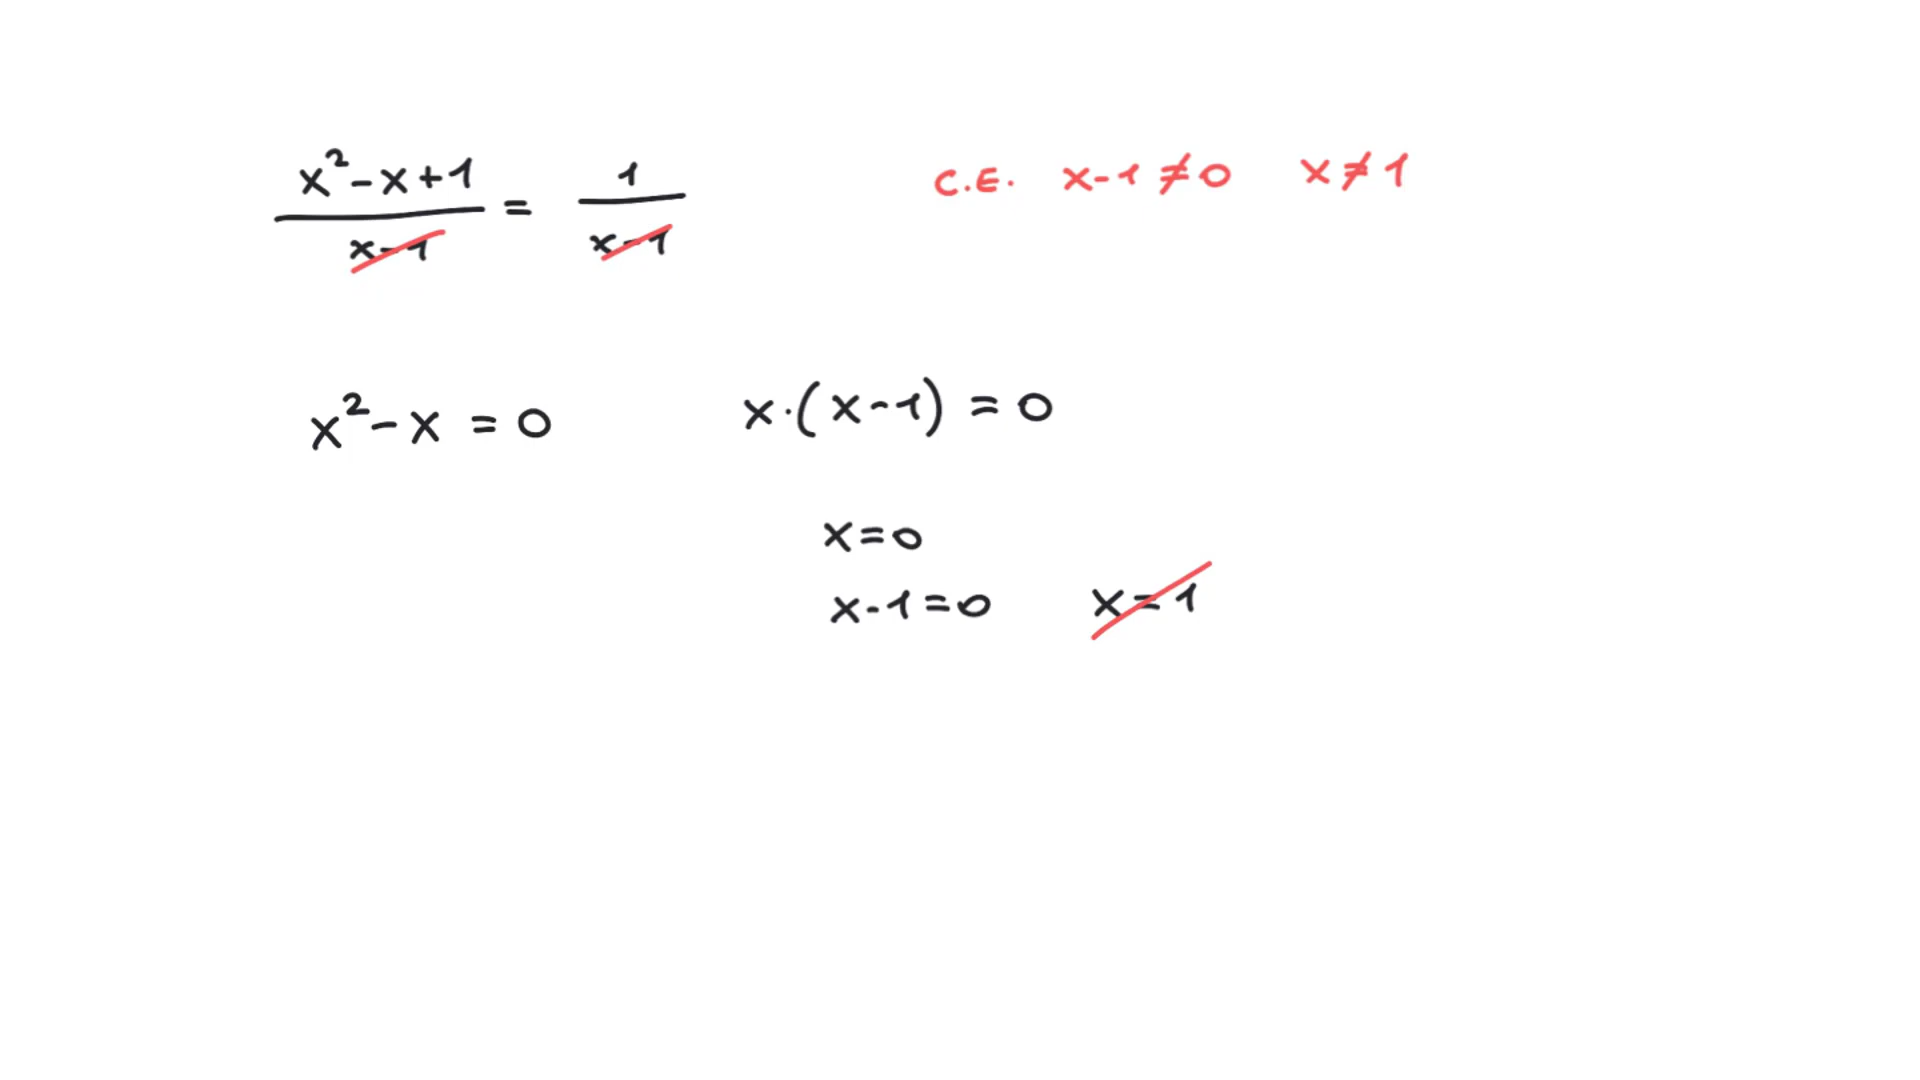 x² - x + 1 / x - 1 = 1 / x - 1
C.E. x - 1 ≠ 0 x ≠ 1
x² - x = 0 x · (x - 1) = 0
x = 0
x - 1 = 0 x = 1